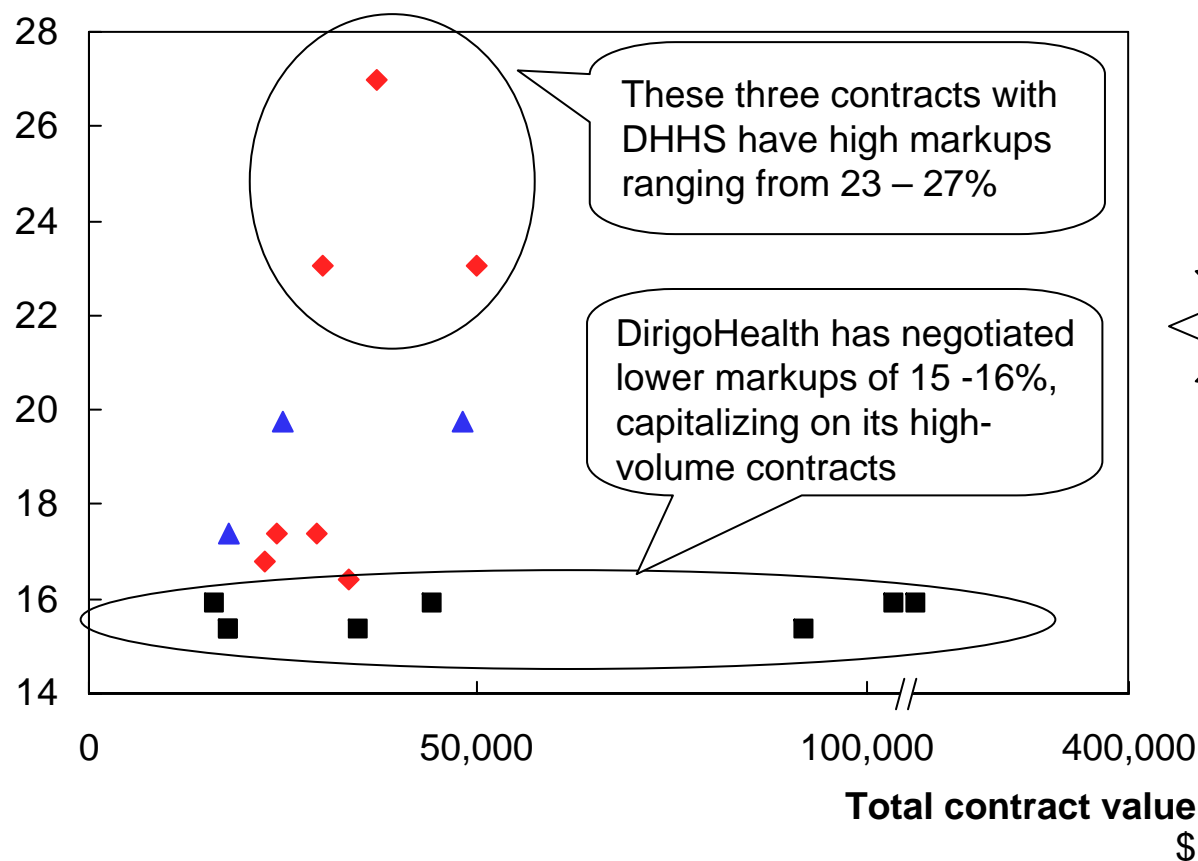 28
26
24
22
20
18
16
14
These three contracts with
DHHS have high markups
ranging from 23 – 27%
DirigoHealth has negotiated
lower markups of 15 -16%,
capitalizing on its high-
volume contracts
0
50,000
100,000
400,000
Total contract value
$